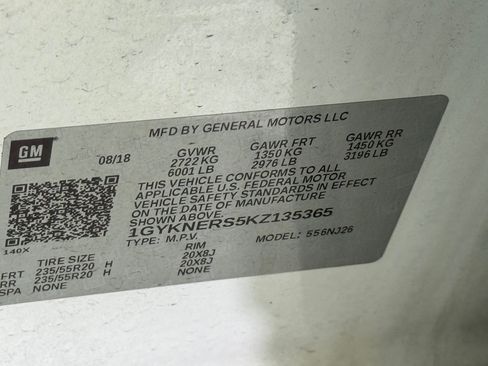 MFD BY GENERAL MOTORS LLC
GM
08/18
GVWR GAWR FRT GAWR RR
2722 KG 1350 KG 1450 KG
6001 LB 2976 LB 3196 LB
THIS VEHICLE CONFORMS TO ALL
APPLICABLE U.S. FEDERAL MOTOR
VEHICLE SAFETY STANDARDS IN EFFECT
ON THE DATE OF MANUFACTURE
SHOWN ABOVE.
1GYKNERS5KZ135365
TYPE: M.P.V. MODEL: 556NJ26
140X
TIRE SIZE RIM
FRT 235/55R20 H 20X8J
RR 235/55R20 H 20X8J
SPA NONE NONE